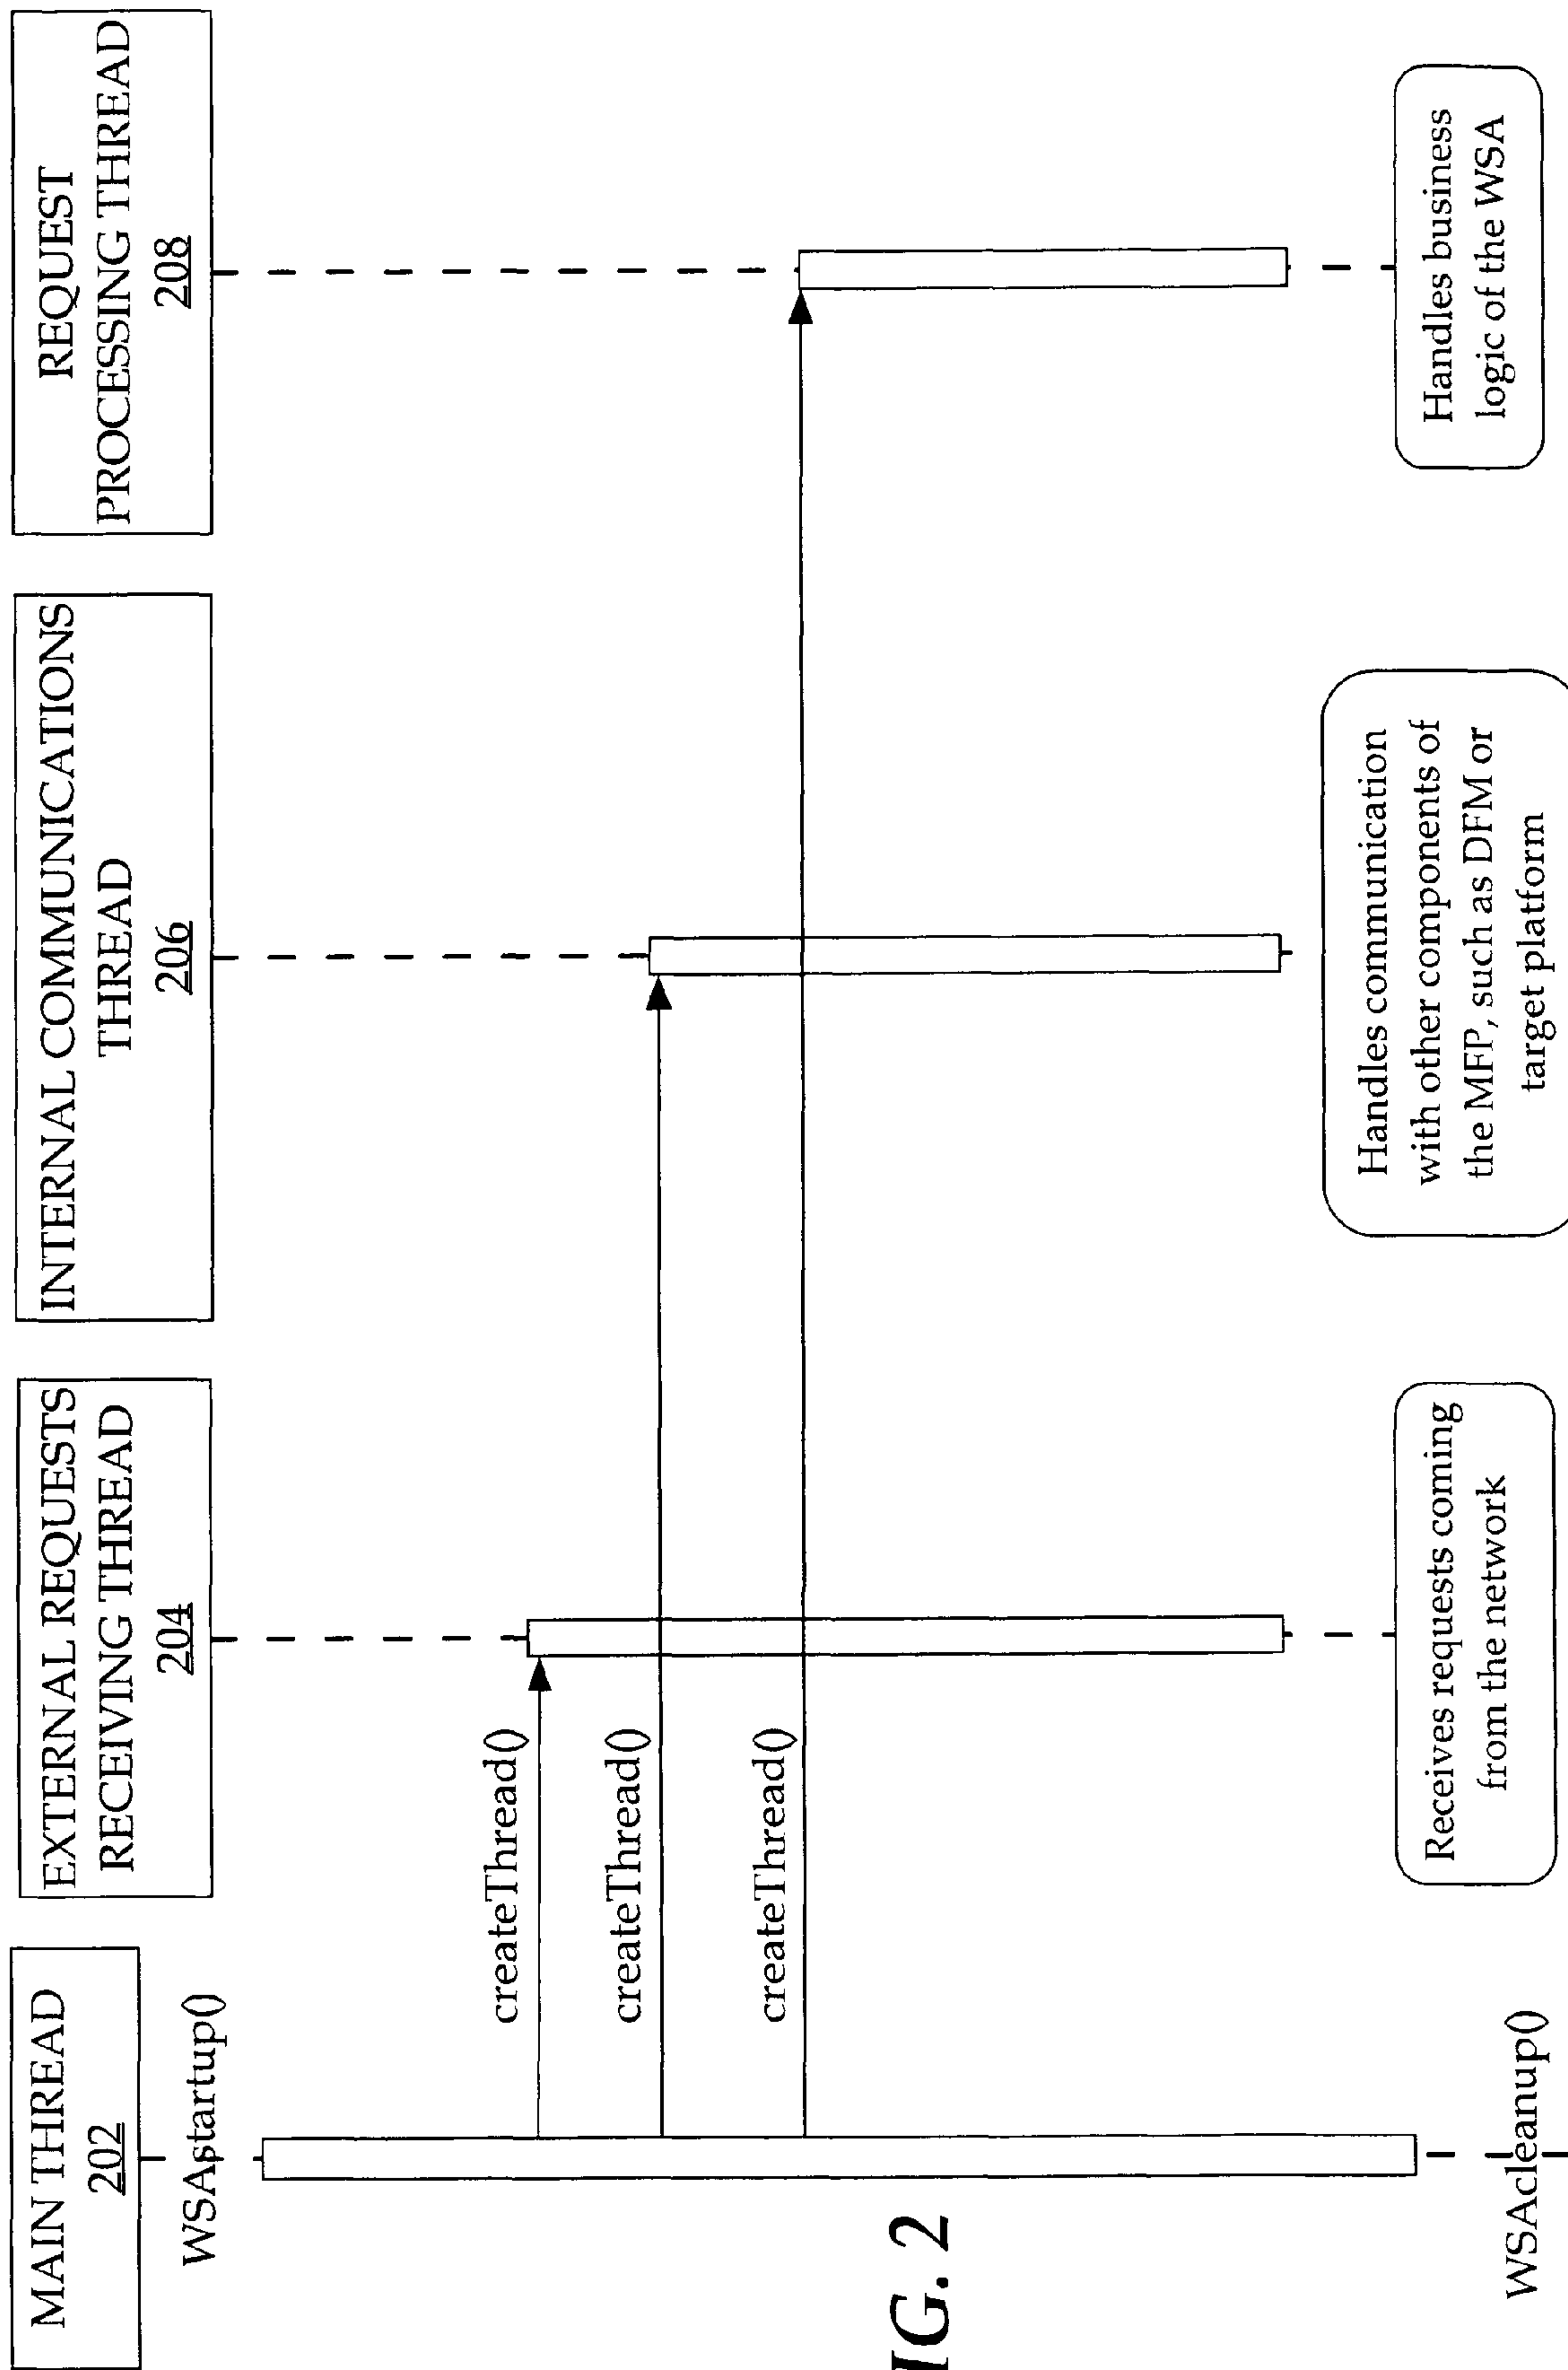 MAIN THREAD
202
EXTERNAL REQUESTS
RECEIVING THREAD
204
INTERNAL COMMUNICATIONS
THREAD
206
REQUEST
PROCESSING THREAD
208
WSAstartup()
createThread()
createThread()
createThread()
Receives requests coming
from the network
Handles communication
with other components of
the MFP, such as DFM or
target platform
Handles business
logic of the WSA
WSAcleanup()
IG. 2